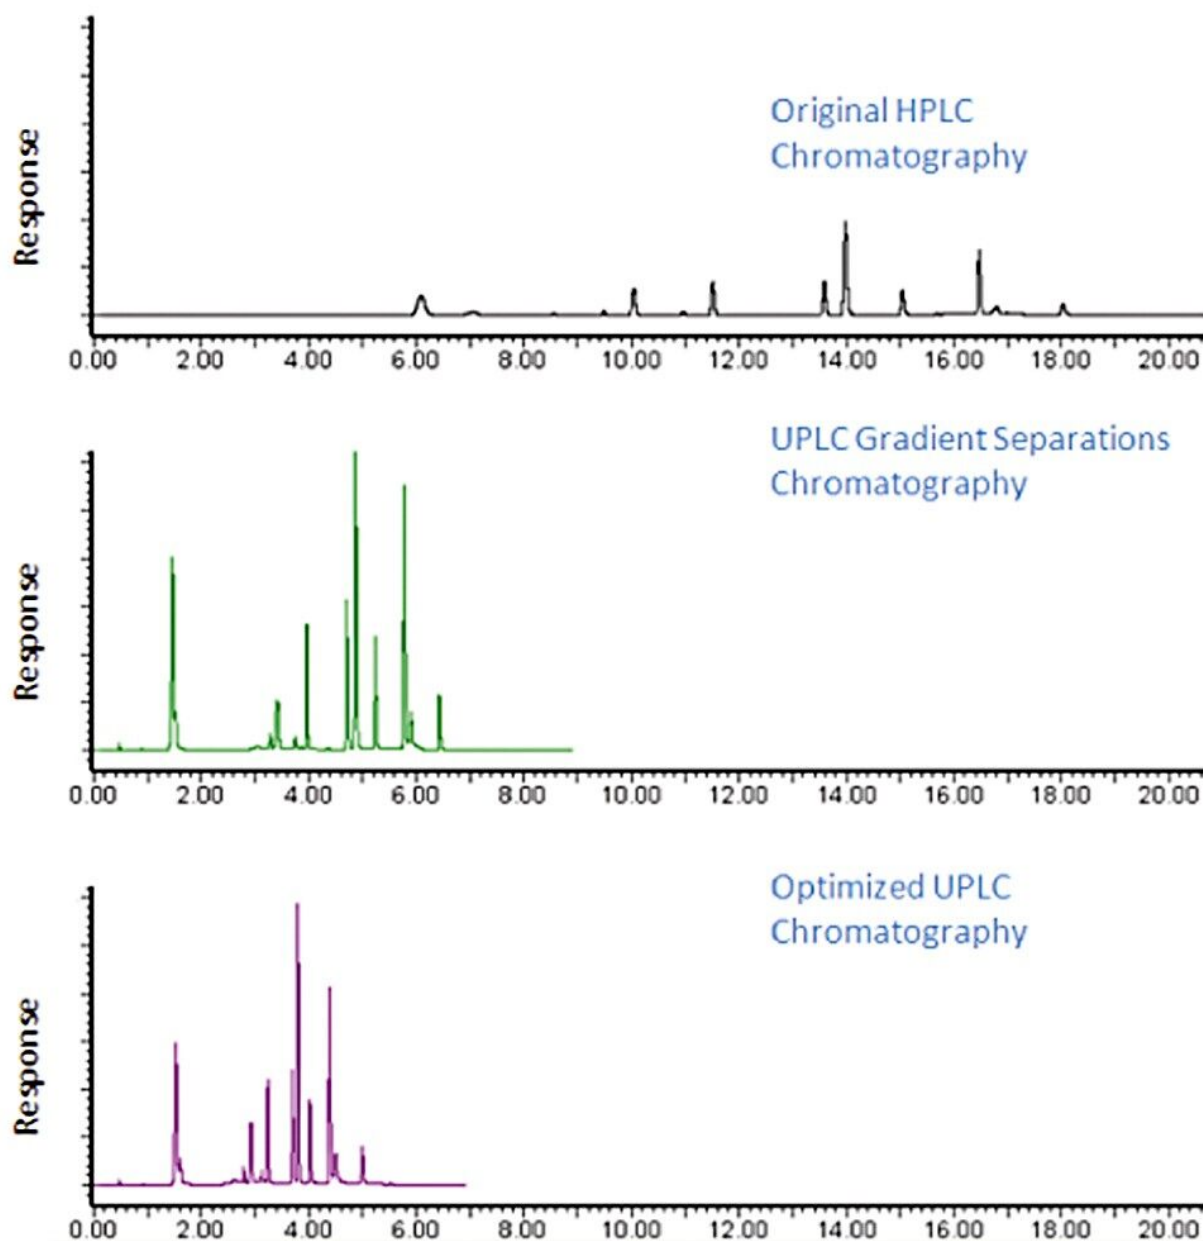 Response
Original HPLC
Chromatography
0.00 2.00 4.00 6.00 8.00 10.00 12.00 14.00 16.00 18.00 20.00
Response
UPLC Gradient Separations
Chromatography
0.00 2.00 4.00 6.00 8.00 10.00 12.00 14.00 16.00 18.00 20.00
Response
Optimized UPLC
Chromatography
0.00 2.00 4.00 6.00 8.00 10.00 12.00 14.00 16.00 18.00 20.00